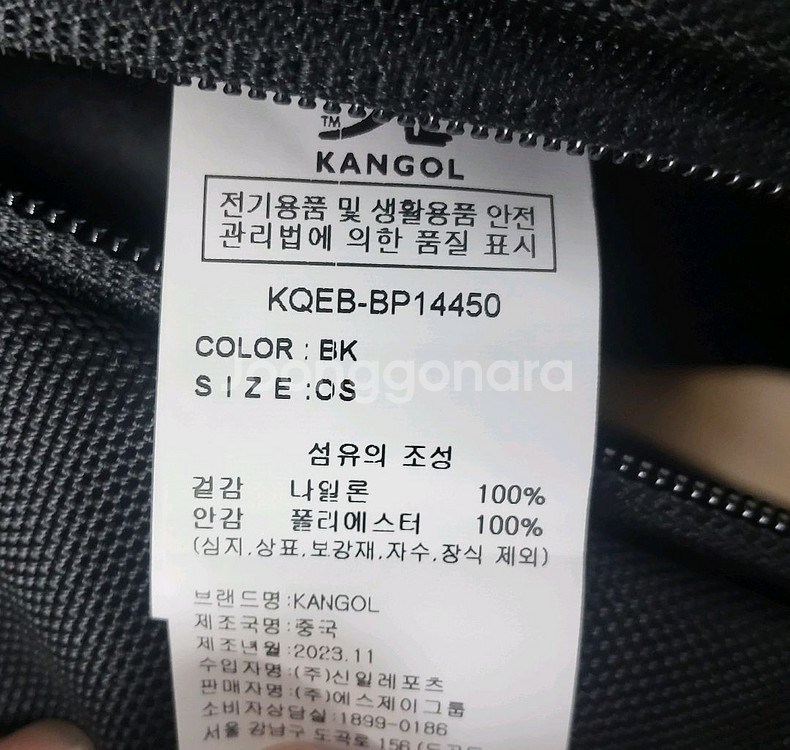 TM
KANGOL
전기용품 및 생활용품 안전
관리법에 의한 품질 표시
KQEB-BP14450
COLOR : BK
Joonggonara
SIZE :OS
섬유의 조성
겉감 나일론 100%
안감 폴리에스터 100%
(심지,상표,보강재,자수,장식 제외)
브랜드명:KANGOL
제조국명:중국
제조년월:2023.11
수입자명:(주)신일레포츠
판매자명:(주)에스제이그룹
소비자상담실:1899-0186
서울 강남구 도곡로 156